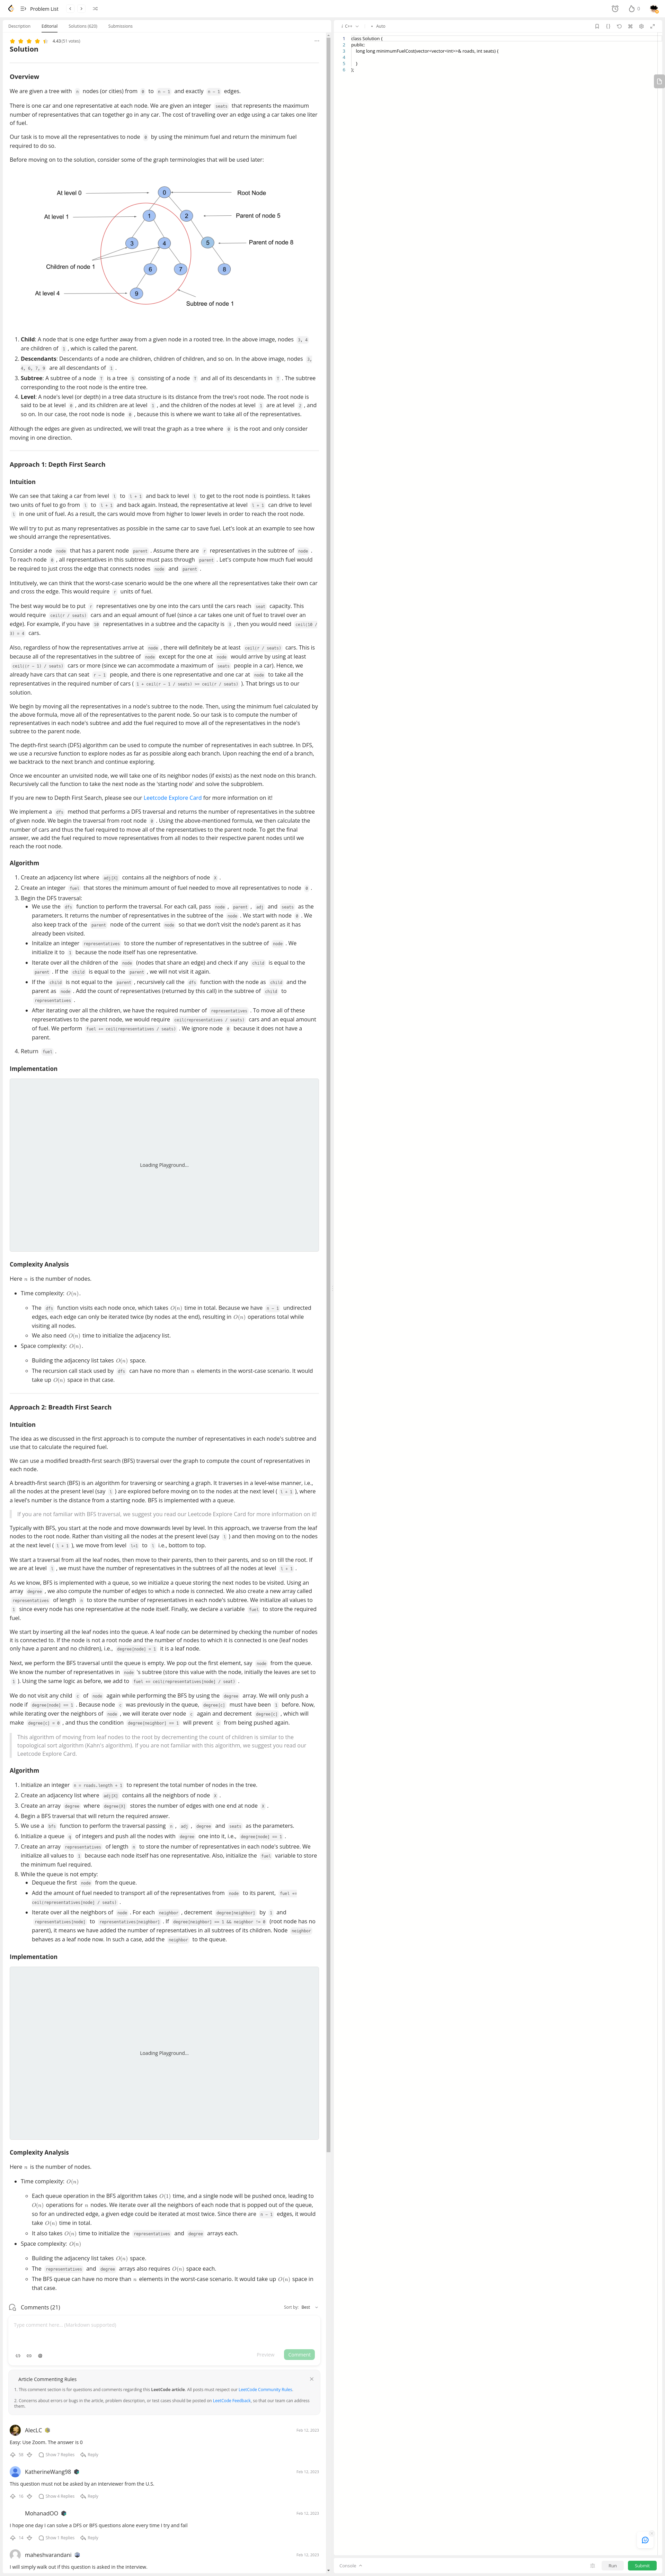 Problem List
Description Editorial Solutions (620) Submissions
4.43 (51 votes)
Solution
Overview
We are given a tree with n nodes (or cities) from 0 to n - 1 and exactly n - 1 edges.
There is one car and one representative at each node. We are given an integer seats that represents the maximum
number of representatives that can together go in any car. The cost of travelling over an edge using a car takes one liter
of fuel.
Our task is to move all the representatives to node 0 by using the minimum fuel and return the minimum fuel
required to do so.
Before moving on to the solution, consider some of the graph terminologies that will be used later:
At level 0
0
Root Node
At level 1
1
2
Parent of node 5
3
4
5
Parent of node 8
Children of node 1
6
7
8
At level 4
9
Subtree of node 1
1. Child: A node that is one edge further away from a given node in a rooted tree. In the above image, nodes 3, 4
are children of 1 , which is called the parent.
2. Descendants: Descendants of a node are children, children of children, and so on. In the above image, nodes 3,
4, 6, 7, 9 are all descendants of 1 .
3. Subtree: A subtree of a node T is a tree S consisting of a node T and all of its descendants in T . The subtree
corresponding to the root node is the entire tree.
4. Level: A node's level (or depth) in a tree data structure is its distance from the tree's root node. The root node is
said to be at level 0 , and its children are at level 1 , and the children of the nodes at level 1 are at level 2 , and
so on. In our case, the root node is node 0 , because this is where we want to take all of the representatives.
Although the edges are given as undirected, we will treat the graph as a tree where 0 is the root and only consider
moving in one direction.
Approach 1: Depth First Search
Intuition
We can see that taking a car from level l to l + 1 and back to level l to get to the root node is pointless. It takes
two units of fuel to go from l to l + 1 and back again. Instead, the representative at level l + 1 can drive to level
l in one unit of fuel. As a result, the cars would always move from higher to lower levels in order to reach the root node.
We will try to put as many representatives as possible in the same car to save fuel. Let's look at an example to see how
we should arrange the representatives.
Consider a node node that has a parent node parent . Assume there are r representatives in the subtree of node .
To reach node 0 , all representatives in this subtree must pass through parent . Let's compute how much fuel would
be required to just cross the edge that connects nodes node and parent .
Intitutively, we can think that the worst-case scenario would be the one where all the representatives take their own car
also cross the edge. This would require r units of fuel.
The best way would be to put r representatives one by one into the cars until the cars reach seat capacity. This
would require ceil(r / seats) cars and an equal amount of fuel (since a car takes one unit of fuel to travel over an
edge). For example, if you have 10 representatives in a subtree and the capacity is 3 , then you would need ceil(10 /
3) = 4 cars.
Also, regardless of how the representatives arrive at node , there will definitely be at least ceil(r / seats) cars. This is
because all of the representatives in the subtree of node except for the one at node would arrive by using at least
ceil((r - 1) / seats) cars or more (since we can accommodate a maximum of seats people in a car). Hence, we
already have cars that can seat r - 1 people, and there is one representative and one car at node to take all the
representatives in the required number of cars ( 1 + ceil(r - 1 / seats) >= ceil(r / seats) ). That brings us to our
solution.
We begin by moving all the representatives in a node's subtree to the node. Then, using the minimum fuel calculated by
the above formula, move all of the representatives to the parent node. So our task is to compute the number of
representatives in each node's subtree and the fuel required to move all of the representatives in the node's
subtree to the parent node.
The depth-first search (DFS) algorithm can be used to compute the number of representatives in each subtree. In DFS,
we use a recursive function to explore nodes as far as possible along each branch. Upon reaching the end of a branch,
we backtrack to the next branch and continue exploring.
Once we encounter an unvisited node, we will take one of its neighbor nodes (if exists) as the next node on this branch.
Recursively call the function to take the next node as the 'starting node' and solve the subproblem.
If you are new to Depth First Search, please see our Leetcode Explore Card for more information on it!
We implement a dfs method that performs a DFS traversal and returns the number of representatives in the subtree
of given node. We begin the traversal from root node 0 . Using the above-mentioned formula, we then calculate the
number of cars and thus the fuel required to move all of the representatives to the parent node. To get the final
answer, we add the fuel required to move representatives from all nodes to their respective parent nodes until we
reach the root node.
Algorithm
1. Create an adjacency list where adj[X] contains all the neighbors of node X .
2. Create an integer fuel that stores the minimum amount of fuel needed to move all representatives to node 0 .
3. Begin the DFS traversal:
We use the dfs function to perform the traversal. For each call, pass node , parent , adj and seats as the
parameters. It returns the number of representatives in the subtree of the node . We start with node 0 . We
also keep track of the parent node of the current node so that we don't visit the node's parent as it has
already been visited.
Initalize an integer representatives to store the number of representatives in the subtree of node . We
initialize it to 1 because the node itself has one representative.
Iterate over all the children of the node (nodes that share an edge) and check if any child is equal to the
parent . If the child is equal to the parent , we will not visit it again.
If the child is not equal to the parent , recursively call the dfs function with the node as child and the
parent as node . Add the count of representatives (returned by this call) in the subtree of child to
representatives .
After iterating over all the children, we have the required number of representatives . To move all of these
representatives to the parent node, we would require ceil(representatives / seats) cars and an equal amount
of fuel. We perform fuel += ceil(representatives / seats) . We ignore node 0 because it does not have a
parent.
4. Return fuel .
Implementation
Loading Playground...
Complexity Analysis
Here n is the number of nodes.
Time complexity: O(n).
The dfs function visits each node once, which takes O(n) time in total. Because we have n - 1 undirected
edges, each edge can only be iterated twice (by nodes at the end), resulting in O(n) operations total while
visiting all nodes.
We also need O(n) time to initialize the adjacency list.
Space complexity: O(n).
Building the adjacency list takes O(n) space.
The recursion call stack used by dfs can have no more than n elements in the worst-case scenario. It would
take up O(n) space in that case.
Approach 2: Breadth First Search
Intuition
The idea as we discussed in the first approach is to compute the number of representatives in each node's subtree and
use that to calculate the required fuel.
We can use a modified breadth-first search (BFS) traversal over the graph to compute the count of representatives in
each node.
A breadth-first search (BFS) is an algorithm for traversing or searching a graph. It traverses in a level-wise manner, i.e.,
all the nodes at the present level (say l ) are explored before moving on to the nodes at the next level ( l + 1 ), where
a level's number is the distance from a starting node. BFS is implemented with a queue.
If you are not familiar with BFS traversal, we suggest you read our Leetcode Explore Card for more information on it!
Typically with BFS, you start at the node and move downwards level by level. In this approach, we traverse from the leaf
nodes to the root node. Rather than visiting all the nodes at the present level (say l ) and then moving on to the nodes
at the next level ( l + 1 ), we move from level l+1 to l i.e., bottom to top.
We start a traversal from all the leaf nodes, then move to their parents, then to their parents, and so on till the root. If
we are at level l , we must have the number of representatives in the subtrees of all the nodes at level l + 1 .
As we know, BFS is implemented with a queue, so we initialize a queue storing the next nodes to be visited. Using an
array degree , we also compute the number of edges to which a node is connected. We also create a new array called
representatives of length n to store the number of representatives in each node's subtree. We initialize all values to
1 since every node has one representative at the node itself. Finally, we declare a variable fuel to store the required
fuel.
We start by inserting all the leaf nodes into the queue. A leaf node can be determined by checking the number of nodes
it is connected to. If the node is not a root node and the number of nodes to which it is connected is one (leaf nodes
only have a parent and no children), i.e., degree[node] = 1 it is a leaf node.
Next, we perform the BFS traversal until the queue is empty. We pop out the first element, say node from the queue.
We know the number of representatives in node 's subtree (store this value with the node, initially the leaves are set to
1 ). Using the same logic as before, we add to fuel += ceil(representatives[node] / seat) .
We do not visit any child c of node again while performing the BFS by using the degree array. We will only push a
node if degree[node] == 1 . Because node c was previously in the queue, degree[c] must have been 1 before. Now,
while iterating over the neighbors of node , we will iterate over node c again and decrement degree[c] , which will
make degree[c] = 0 , and thus the condition degree[neighbor] == 1 will prevent c from being pushed again.
This algorithm of moving from leaf nodes to the root by decrementing the count of children is similar to the
topological sort algorithm (Kahn's algorithm). If you are not familiar with this algorithm, we suggest you read our
Leetcode Explore Card.
Algorithm
1. Initialize an integer n = roads.length + 1 to represent the total number of nodes in the tree.
2. Create an adjacency list where adj[X] contains all the neighbors of node X .
3. Create an array degree where degree[X] stores the number of edges with one end at node X .
4. Begin a BFS traversal that will return the required answer.
5. We use a bfs function to perform the traversal passing n , adj , degree and seats as the parameters.
6. Initialize a queue q of integers and push all the nodes with degree one into it, i.e., degree[node] == 1 .
7. Create an array representatives of length n to store the number of representatives in each node's subtree. We
initialize all values to 1 because each node itself has one representative. Also, initialize the fuel variable to store
the minimum fuel required.
8. While the queue is not empty:
Dequeue the first node from the queue.
Add the amount of fuel needed to transport all of the representatives from node to its parent, fuel +=
ceil(representatives[node] / seats) .
Iterate over all the neighbors of node . For each neighbor , decrement degree[neighbor] by 1 and
representatives[node] to representatives[neighbor] . If degree[neighbor] == 1 && neighbor != 0 (root node has no
parent), it means we have added the number of representatives in all subtrees of its children. Node neighbor
behaves as a leaf node now. In such a case, add the neighbor to the queue.
Implementation
Loading Playground...
Complexity Analysis
Here n is the number of nodes.
Time complexity: O(n)
Each queue operation in the BFS algorithm takes O(1) time, and a single node will be pushed once, leading to
O(n) operations for n nodes. We iterate over all the neighbors of each node that is popped out of the queue,
so for an undirected edge, a given edge could be iterated at most twice. Since there are n - 1 edges, it would
take O(n) time in total.
It also takes O(n) time to initialize the representatives and degree arrays each.
Space complexity: O(n)
Building the adjacency list takes O(n) space.
The representatives and degree arrays also requires O(n) space each.
The BFS queue can have no more than n elements in the worst-case scenario. It would take up O(n) space in
that case.
Comments (21)
Sort by: Best
Type comment here... (Markdown supported)
Preview Comment
Article Commenting Rules
1. This comment section is for questions and comments regarding this LeetCode article. All posts must respect our LeetCode Community Rules.
2. Concerns about errors or bugs in the article, problem description, or test cases should be posted on LeetCode Feedback, so that our team can address
them.
AlecLC
Feb 12, 2023
Easy: Use Zoom. The answer is 0
98 Show 7 Replies Reply
KatherineWang98
Feb 12, 2023
This question must not be asked by an interviewer from the U.S.
16 Show 4 Replies Reply
MohanadOO
Feb 12, 2023
I hope one day I can solve a DFS or BFS questions alone every time I try and fail
14 Show 1 Replies Reply
maheshvarandani
Feb 12, 2023
I will simply walk out if this question is asked in the interview.
0
C++ Auto
1 class Solution {
2 public:
3 long long minimumFuelCost(vector<vector<int>>& roads, int seats) {
4
5 }
6 };
Console
Run Submit